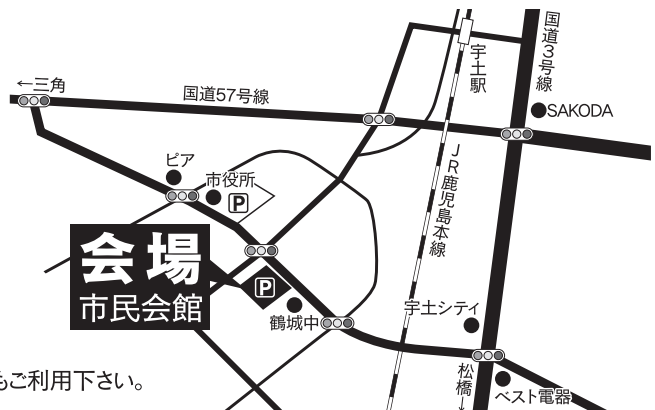 国道3号線
宇土駅
←三角
国道57号線
SAKODA
ピア
市役所
P
JR鹿児島本線
会場
市民会館
P
鶴城中
宇土シティ
松橋↓
ベスト電器
もご利用下さい。